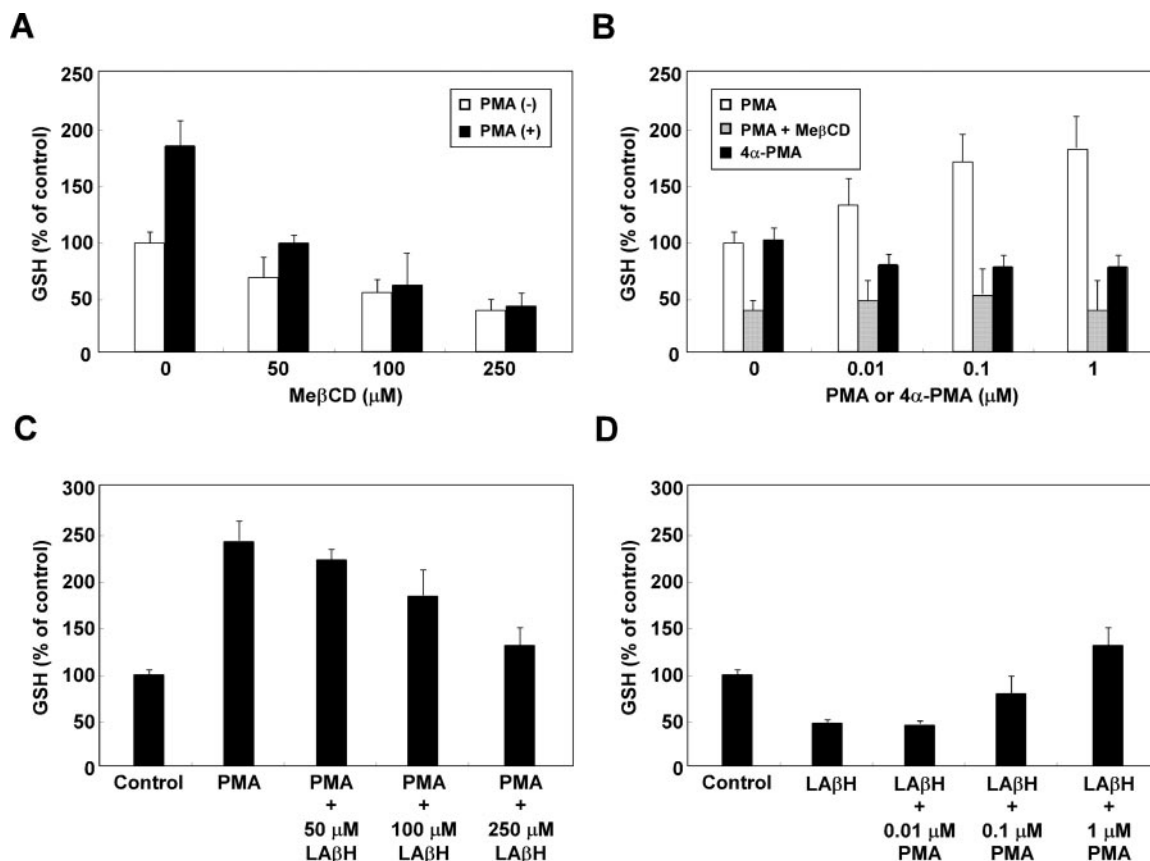 A
GSH (% of control)
250
200
150
100
50
0
PMA (-)
PMA (+)
0 50 100 250
MeβCD (μM)
B
GSH (% of control)
250
200
150
100
50
0
PMA
PMA + MeβCD
4α-PMA
0 0.01 0.1 1
PMA or 4α-PMA (μM)
C
GSH (% of control)
300
250
200
150
100
50
0
Control PMA PMA PMA PMA
+ + +
50 μM 100 μM 250 μM
LAβH LAβH LAβH
D
GSH (% of control)
300
250
200
150
100
50
0
Control LAβH LAβH LAβH LAβH
+ + +
0.01 μM 0.1 μM 1 μM
PMA PMA PMA